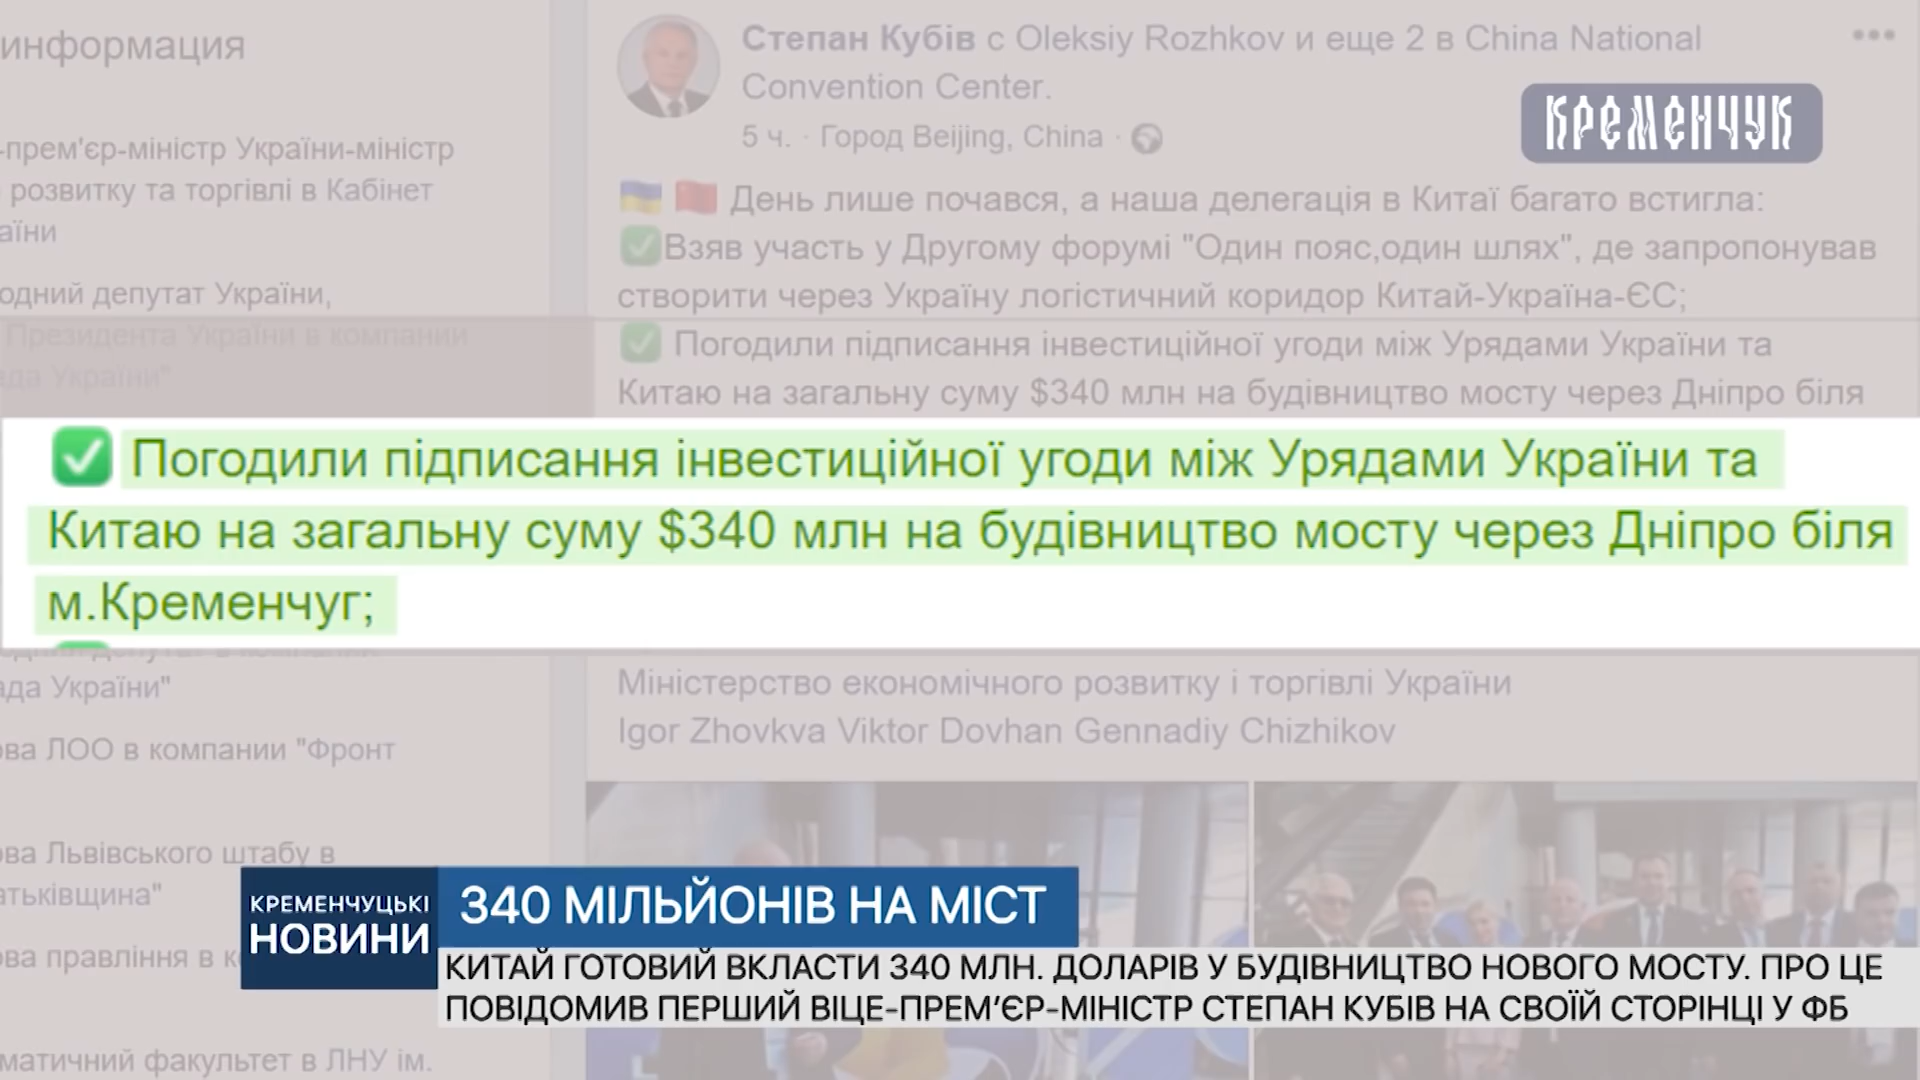 информация
-прем'єр-міністр України-міністр
розвитку та торгівлі в Кабінет
аїни
одний депутат України,
Президента України в компании
ада України"
Степан Кубів с Oleksiy Rozhkov и еще 2 в China National
Convention Center.
5 ч. · Город Beijing, China ·
КРЕМЕНЧУК
День лише почався, а наша делегація в Китаї багато встигла:
Взяв участь у Другому форумі "Один пояс,один шлях", де запропонував
створити через Україну логістичний коридор Китай-Україна-ЄС;
Погодили підписання інвестиційної угоди між Урядами України та
Китаю на загальну суму $340 млн на будівництво мосту через Дніпро біля
Погодили підписання інвестиційної угоди між Урядами України та
Китаю на загальну суму $340 млн на будівництво мосту через Дніпро біля
м.Кременчуг;
ада України"
ова ЛОО в компании "Фронт
Міністерство економічного розвитку і торгівлі України
Igor Zhovkva Viktor Dovhan Gennadiy Chizhikov
ова Львівського штабу в
атьківщина"
ова правління в к
матичний факультет в ЛНУ ім.
КРЕМЕНЧУЦЬКІ
НОВИНИ
340 МІЛЬЙОНІВ НА МІСТ
КИТАЙ ГОТОВИЙ ВКЛАСТИ 340 МЛН. ДОЛАРІВ У БУДІВНИЦТВО НОВОГО МОСТУ. ПРО ЦЕ
ПОВІДОМИВ ПЕРШИЙ ВІЦЕ-ПРЕМ'ЄР-МІНІСТР СТЕПАН КУБІВ НА СВОЇЙ СТОРІНЦІ У ФБ